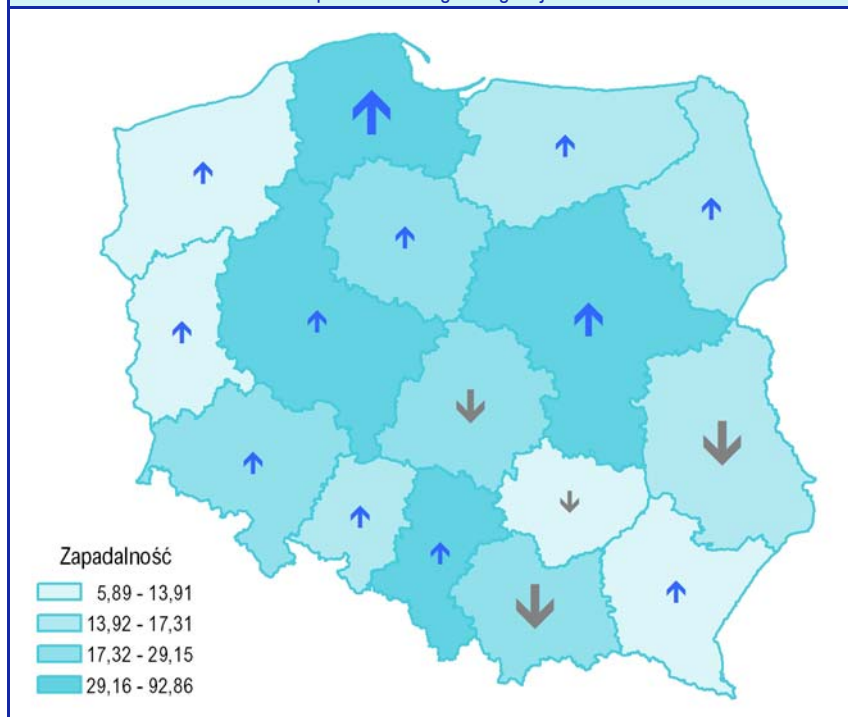 Zapadalność
5,89 - 13,91
13,92 - 17,31
17,32 - 29,15
29,16 - 92,86